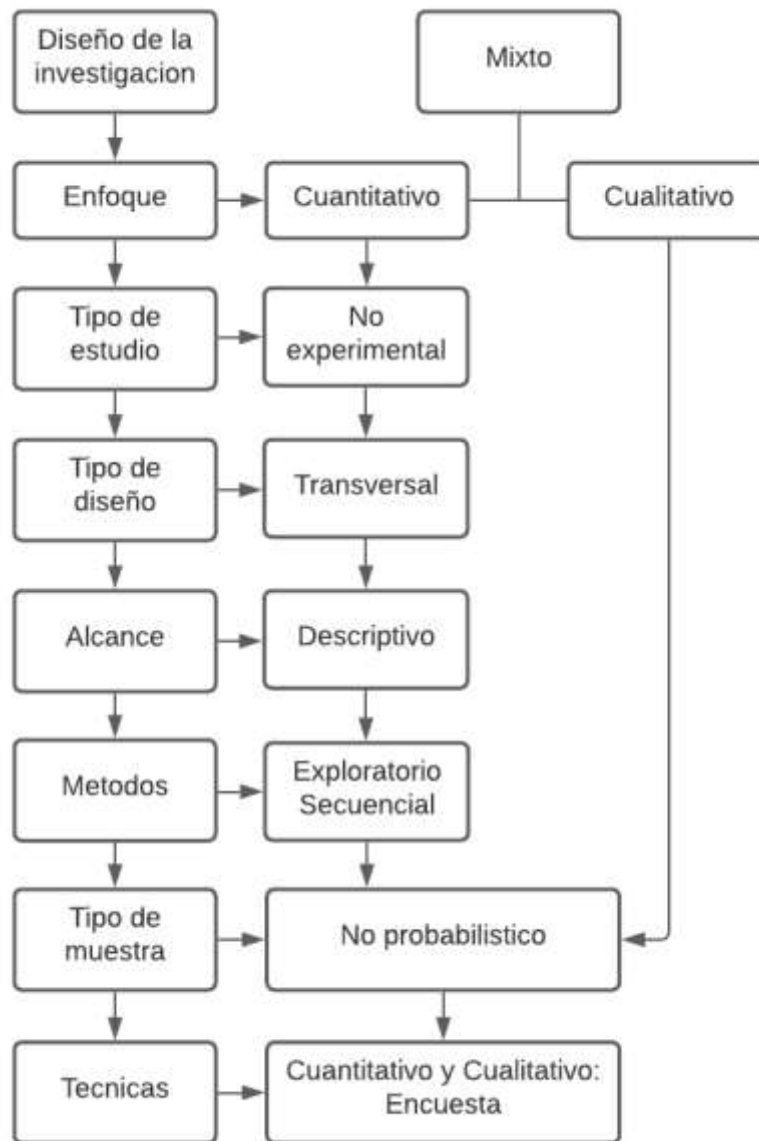 Diseño de la
investigacion
Mixto
Enfoque
Cuantitativo
Cualitativo
Tipo de
estudio
No
experimental
Tipo de
diseño
Transversal
Alcance
Descriptivo
Metodos
Exploratorio
Secuencial
Tipo de
muestra
No probabilistico
Tecnicas
Cuantitativo y Cualitativo:
Encuesta